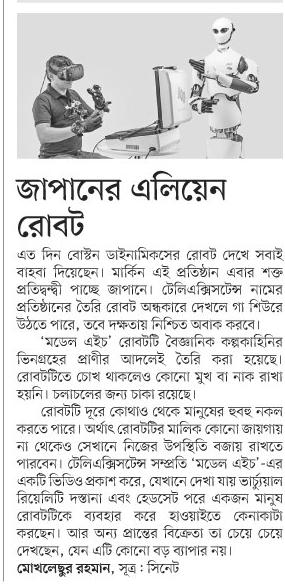 জাপানের এলিয়েন
রোবট
এত দিন বোস্টন ডাইনামিকসের রোবট দেখে সবাই
বাহবা দিয়েছেন। মার্কিন এই প্রতিষ্ঠান এবার শক্ত
প্রতিদ্বন্দ্বী পাচ্ছে জাপানে। টেলিএক্সিসটেন্স নামের
প্রতিষ্ঠানের তৈরি রোবট অন্ধকারে দেখলে গা শিউরে
উঠতে পারে, তবে দক্ষতায় নিশ্চিত অবাক করবে।
‘মডেল এইচ’ রোবটটি বৈজ্ঞানিক কল্পকাহিনির
ভিনগ্রহের প্রাণীর আদলেই তৈরি করা হয়েছে।
রোবটটিতে চোখ থাকলেও কোনো মুখ বা নাক রাখা
হয়নি। চলাচলের জন্য চাকা রয়েছে।
রোবটটি দূরে কোথাও থেকে মানুষের হুবহু নকল
করতে পারে। অর্থাৎ রোবটটির মালিক কোনো জায়গায়
না থেকেও সেখানে নিজের উপস্থিতি বজায় রাখতে
পারবেন। টেলিএক্সিসটেন্স সম্প্রতি ‘মডেল এইচ’-এর
একটি ভিডিও প্রকাশ করে, যেখানে দেখা যায় ভার্চ্যুয়াল
রিয়েলিটি দস্তানা এবং হেডসেট পরে একজন মানুষ
রোবটটিকে ব্যবহার করে হাওয়াইতে কেনাকাটা
করছেন। আর অন্য প্রান্তের বিক্রেতা তা চেয়ে চেয়ে
দেখছেন, যেন এটি কোনো বড় ব্যাপার নয়।
মোখলেছুর রহমান, সূত্র : সিনেট